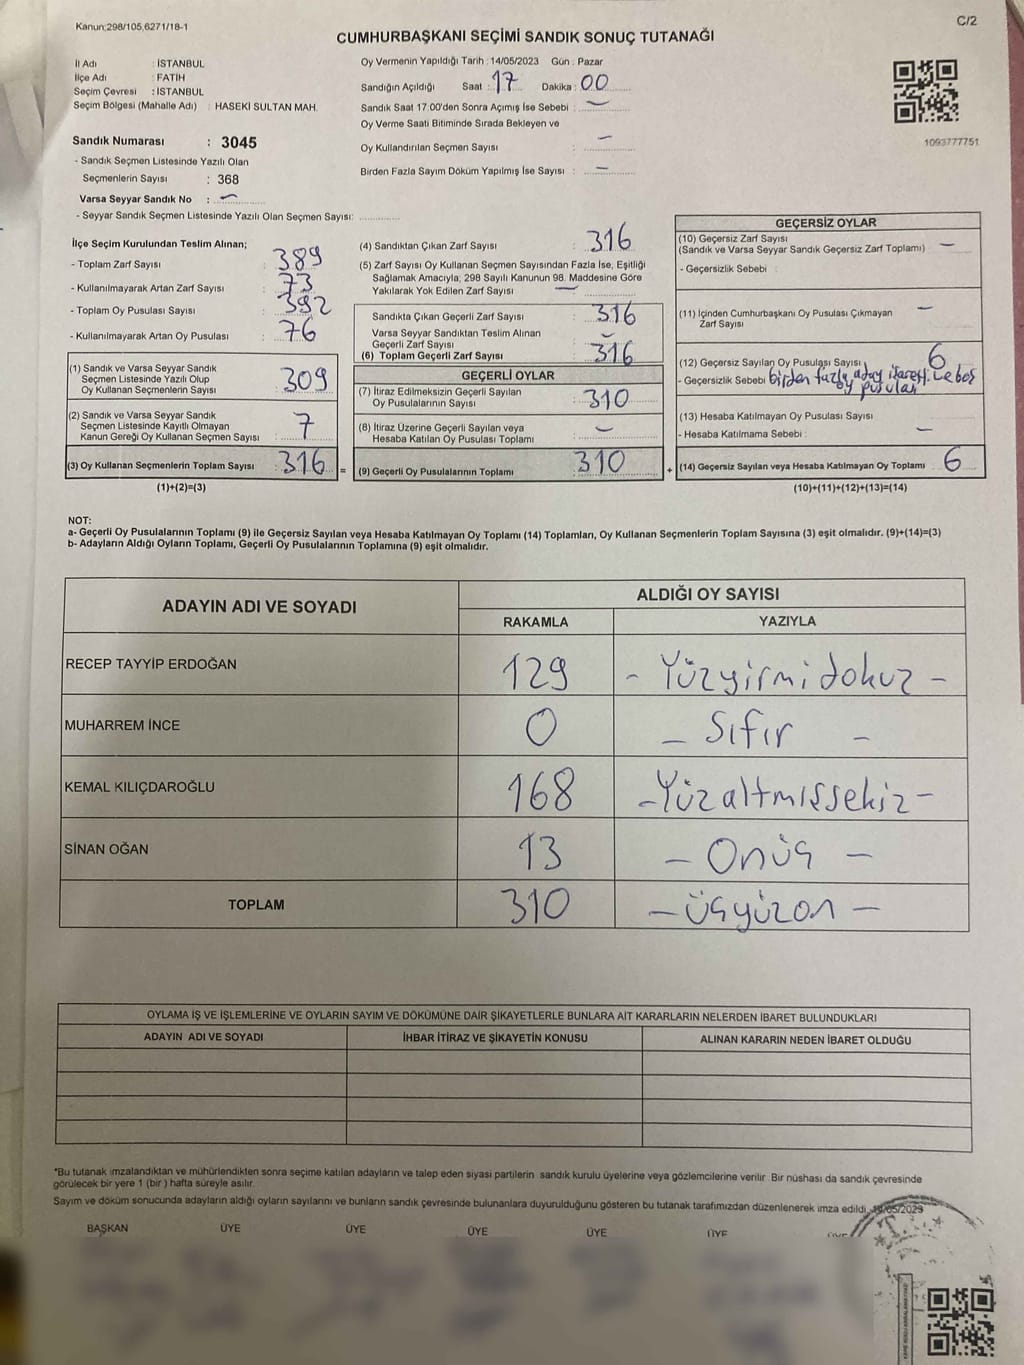 Kanun:298/105,6271/18-1
C/2
CUMHURBAŞKANI SEÇİMİ SANDIK SONUÇ TUTANAĞI
İl Adı : İSTANBUL
İlçe Adı : FATİH
Seçim Çevresi : İSTANBUL
Seçim Bölgesi (Mahalle Adı) : HASEKİ SULTAN MAH.
Sandık Numarası : 3045
- Sandık Seçmen Listesinde Yazılı Olan
Seçmenlerin Sayısı : 368
Varsa Seyyar Sandık No : -
- Seyyar Sandık Seçmen Listesinde Yazılı Olan Seçmen Sayısı:
Oy Vermenin Yapıldığı Tarih : 14/05/2023 Gün : Pazar
Sandığın Açıldığı Saat : 17 Dakika : 00
Sandık Saat 17.00'den Sonra Açımış İse Sebebi : -
Oy Verme Saati Bitiminde Sırada Bekleyen ve
Oy Kullandırılan Seçmen Sayısı : -
Birden Fazla Sayım Döküm Yapılmış İse Sayısı : -
1093777751
İlçe Seçim Kurulundan Teslim Alınan;
- Toplam Zarf Sayısı : 389
- Kullanılmayarak Artan Zarf Sayısı : 73
- Toplam Oy Pusulası Sayısı : 392
- Kullanılmayarak Artan Oy Pusulası : 76
(1) Sandık ve Varsa Seyyar Sandık
Seçmen Listesinde Yazılı Olup
Oy Kullanan Seçmenlerin Sayısı : 309
(2) Sandık ve Varsa Seyyar Sandık
Seçmen Listesinde Kayıtlı Olmayan
Kanun Gereği Oy Kullanan Seçmen Sayısı : 7
(3) Oy Kullanan Seçmenlerin Toplam Sayısı : 316 =
(1)+(2)=(3)
(4) Sandıktan Çıkan Zarf Sayısı : 316
(5) Zarf Sayısı Oy Kullanan Seçmen Sayısından Fazla İse, Eşitliği
Sağlamak Amacıyla; 298 Sayılı Kanunun 98. Maddesine Göre
Yakılarak Yok Edilen Zarf Sayısı -
Sandıkta Çıkan Geçerli Zarf Sayısı : 316
Varsa Seyyar Sandıktan Teslim Alınan
Geçerli Zarf Sayısı : -
(6) Toplam Geçerli Zarf Sayısı : 316
GEÇERLİ OYLAR
(7) İtiraz Edilmeksizin Geçerli Sayılan
Oy Pusulalarının Sayısı : 310
(8) İtiraz Üzerine Geçerli Sayılan veya
Hesaba Katılan Oy Pusulası Toplamı : -
(9) Geçerli Oy Pusulalarının Toplamı : 310 +
GEÇERSİZ OYLAR
(10) Geçersiz Zarf Sayısı
(Sandık ve Varsa Seyyar Sandık Geçersiz Zarf Toplamı) -
- Geçersizlik Sebebi :
(11) İçinden Cumhurbaşkanı Oy Pusulası Çıkmayan
Zarf Sayısı -
(12) Geçersiz Sayılan Oy Pusulası Sayısı 6
- Geçersizlik Sebebi birden fazla aday işareti ve boş
oy pusulası
(13) Hesaba Katılmayan Oy Pusulası Sayısı
- Hesaba Katılmama Sebebi : -
(14) Geçersiz Sayılan veya Hesaba Katılmayan Oy Toplamı 6
(10)+(11)+(12)+(13)=(14)
NOT:
a- Geçerli Oy Pusulalarının Toplamı (9) ile Geçersiz Sayılan veya Hesaba Katılmayan Oy Toplamı (14) Toplamları, Oy Kullanan Seçmenlerin Toplam Sayısına (3) eşit olmalıdır. (9)+(14)=(3)
b- Adayların Aldığı Oyların Toplamı, Geçerli Oy Pusulalarının Toplamına (9) eşit olmalıdır.
ADAYIN ADI VE SOYADI
ALDIĞI OY SAYISI
RAKAMLA YAZIYLA
RECEP TAYYİP ERDOĞAN 129 - Yüzyirmidokuz -
MUHARREM İNCE 0 - Sıfır -
KEMAL KILIÇDAROĞLU 168 - Yüzaltmışsekiz -
SİNAN OĞAN 13 - Onüç -
TOPLAM 310 - üçyüzon -
OYLAMA İŞ VE İŞLEMLERİNE VE OYLARIN SAYIM VE DÖKÜMÜNE DAİR ŞİKAYETLERLE BUNLARA AİT KARARLARIN NELERDEN İBARET BULUNDUKLARI
ADAYIN ADI VE SOYADI İHBAR İTİRAZ VE ŞİKAYETİN KONUSU ALINAN KARARIN NEDEN İBARET OLDUĞU
*Bu tutanak imzalandıktan ve mühürlendikten sonra seçime katılan adayların ve talep eden siyasi partilerin sandık kurulu üyelerine veya gözlemcilerine verilir. Bir nüshası da sandık çevresinde
görülecek bir yere 1 (bir ) hafta süreyle asılır.
Sayım ve döküm sonucunda adayların aldığı oyların sayılarını ve bunların sandık çevresinde bulunanlara duyurulduğunu gösteren bu tutanak tarafımızdan düzenlenerek imza edildi. 14/05/2023
BAŞKAN ÜYE ÜYE ÜYE ÜYE ÜYE ÜYE
T.